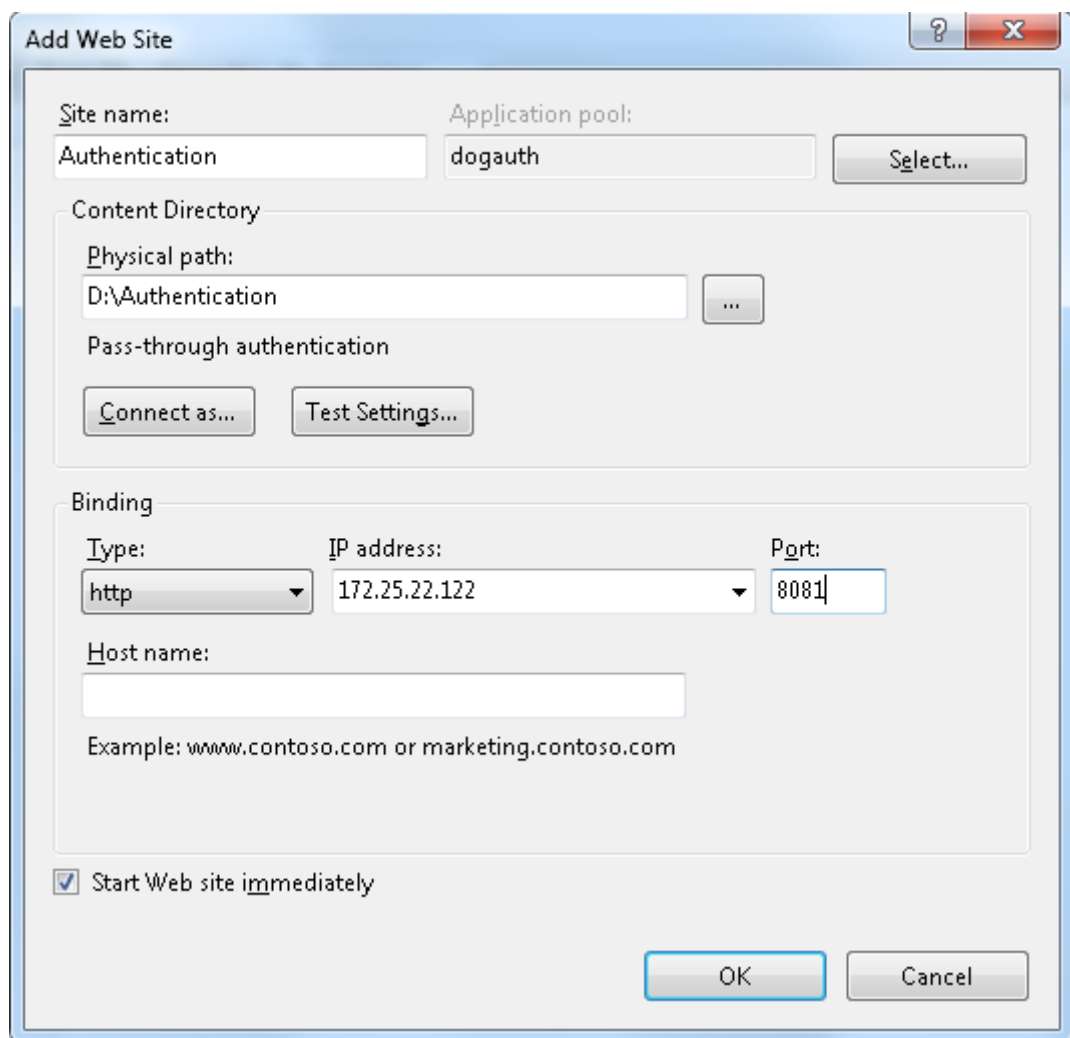 Add Web Site
?
Site name:
Application pool:
Authentication
dogauth
Select...
Content Directory
Physical path:
D:\Authentication
...
Pass-through authentication
Connect as...
Test Settings...
Binding
Type:
IP address:
Port:
http
172.25.22.122
8081
Host name:
Example: www.contoso.com or marketing.contoso.com
Start Web site immediately
OK
Cancel